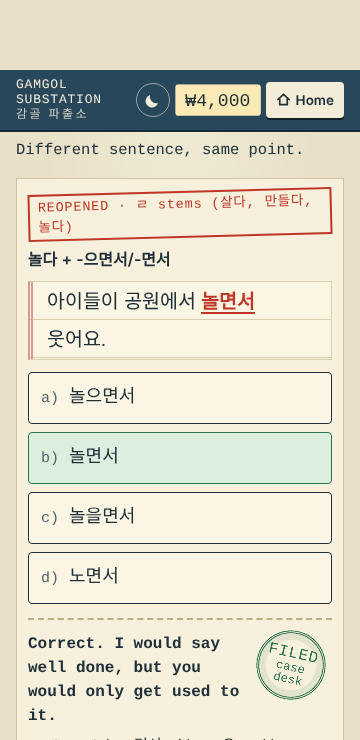 GAMGOL
SUBSTATION
감골 파출소
₩4,000
Home
Different sentence, same point.
REOPENED · ㄹ stems (살다, 만들다,
놀다)
놀다 + -으면서/-면서
아이들이 공원에서 놀면서
웃어요.
a) 놀으면서
b) 놀면서
c) 놀을면서
d) 노면서
Correct. I would say
well done, but you
would only get used to
it.
FILED
case
desk